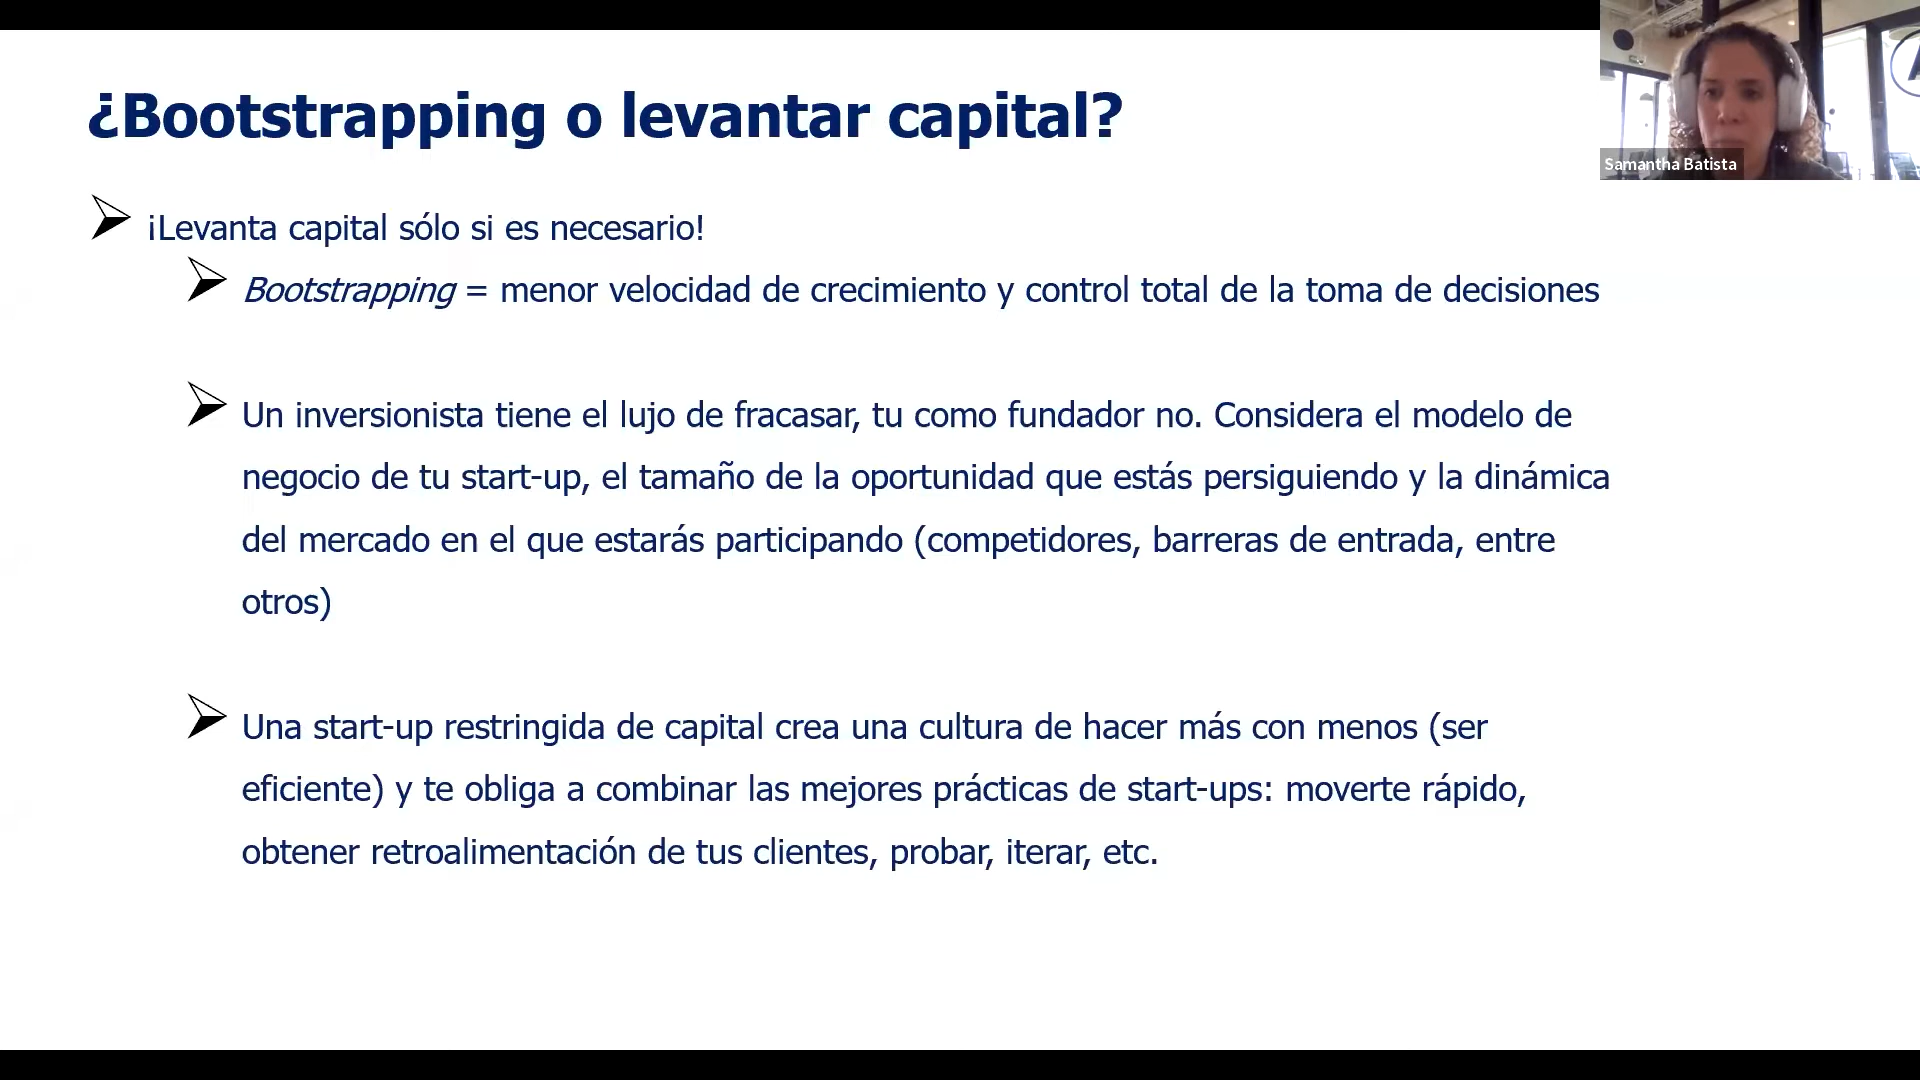 ¿Bootstrapping o levantar capital?
Samantha Batista
¡Levanta capital sólo si es necesario!
Bootstrapping = menor velocidad de crecimiento y control total de la toma de decisiones
Un inversionista tiene el lujo de fracasar, tu como fundador no. Considera el modelo de
negocio de tu start-up, el tamaño de la oportunidad que estás persiguiendo y la dinámica
del mercado en el que estarás participando (competidores, barreras de entrada, entre
otros)
Una start-up restringida de capital crea una cultura de hacer más con menos (ser
eficiente) y te obliga a combinar las mejores prácticas de start-ups: moverte rápido,
obtener retroalimentación de tus clientes, probar, iterar, etc.